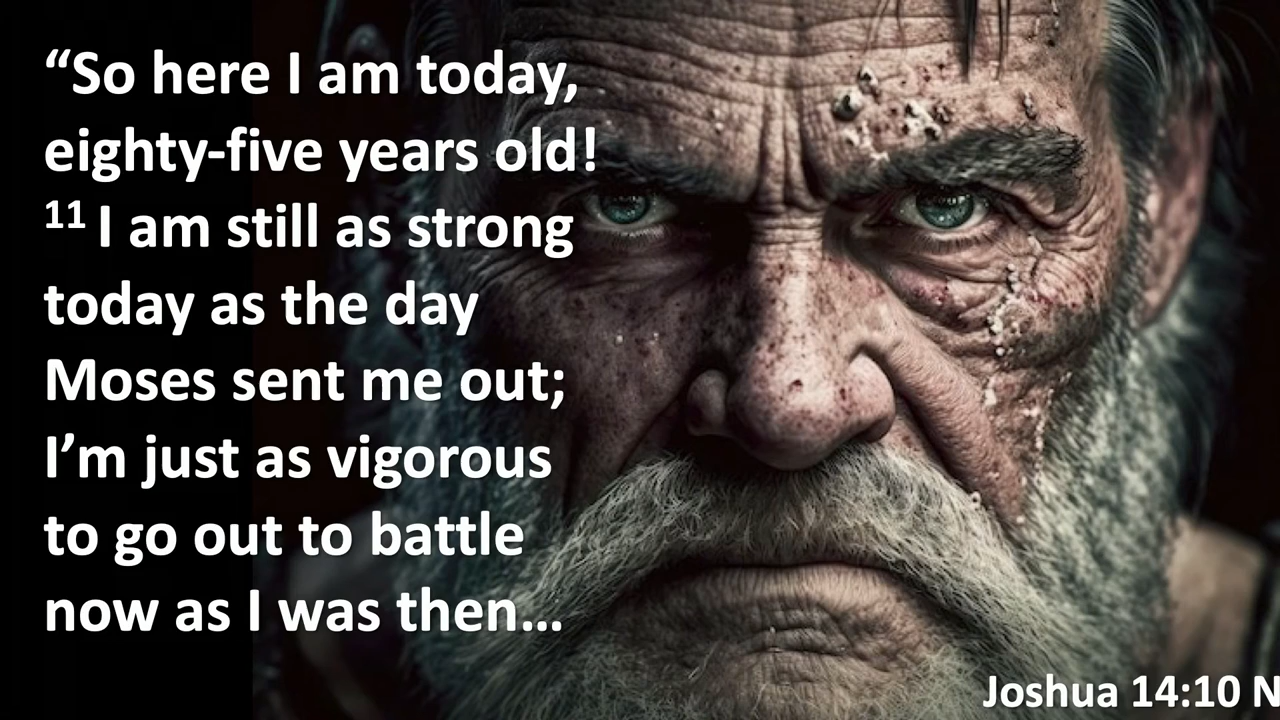 “So here I am today,
eighty-five years old!
¹¹ I am still as strong
today as the day
Moses sent me out;
I’m just as vigorous
to go out to battle
now as I was then…
Joshua 14:10 N